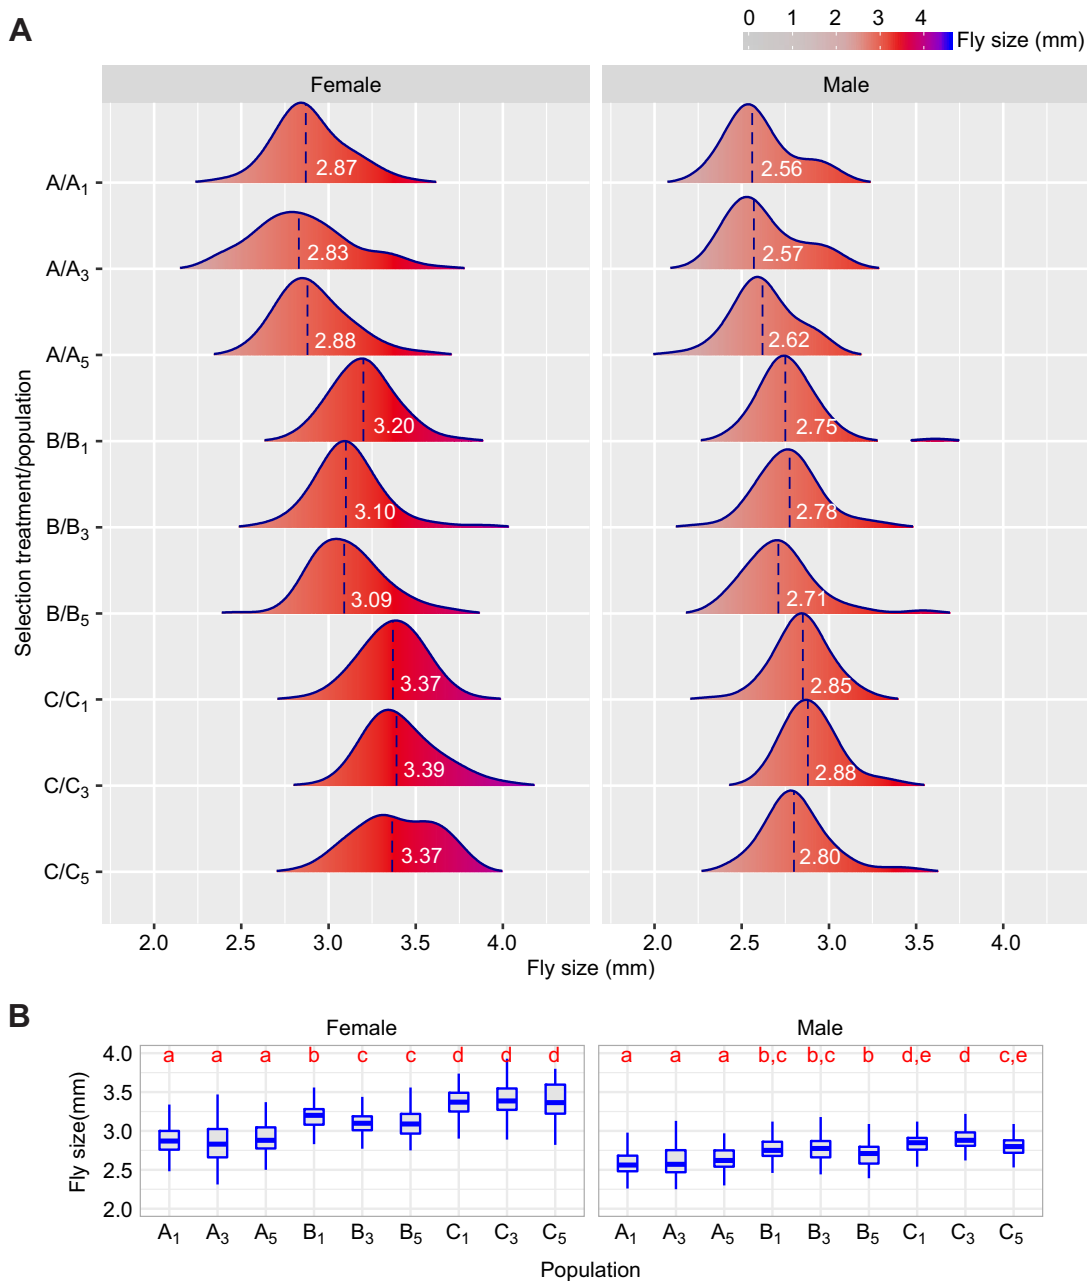 A
0 1 2 3 4 Fly size (mm)
Female Male
Selection treatment/population
A/A1 2.87 2.56
A/A3 2.83 2.57
A/A5 2.88 2.62
B/B1 3.20 2.75
B/B3 3.10 2.78
B/B5 3.09 2.71
C/C1 3.37 2.85
C/C3 3.39 2.88
C/C5 3.37 2.80
2.0 2.5 3.0 3.5 4.0 2.0 2.5 3.0 3.5 4.0
Fly size (mm)
B
Female Male
Fly size(mm)
4.0 a a a b c c d d d a a a b,c b,c b d,e d c,e
3.5
3.0
2.5
2.0
A1 A3 A5 B1 B3 B5 C1 C3 C5 A1 A3 A5 B1 B3 B5 C1 C3 C5
Population